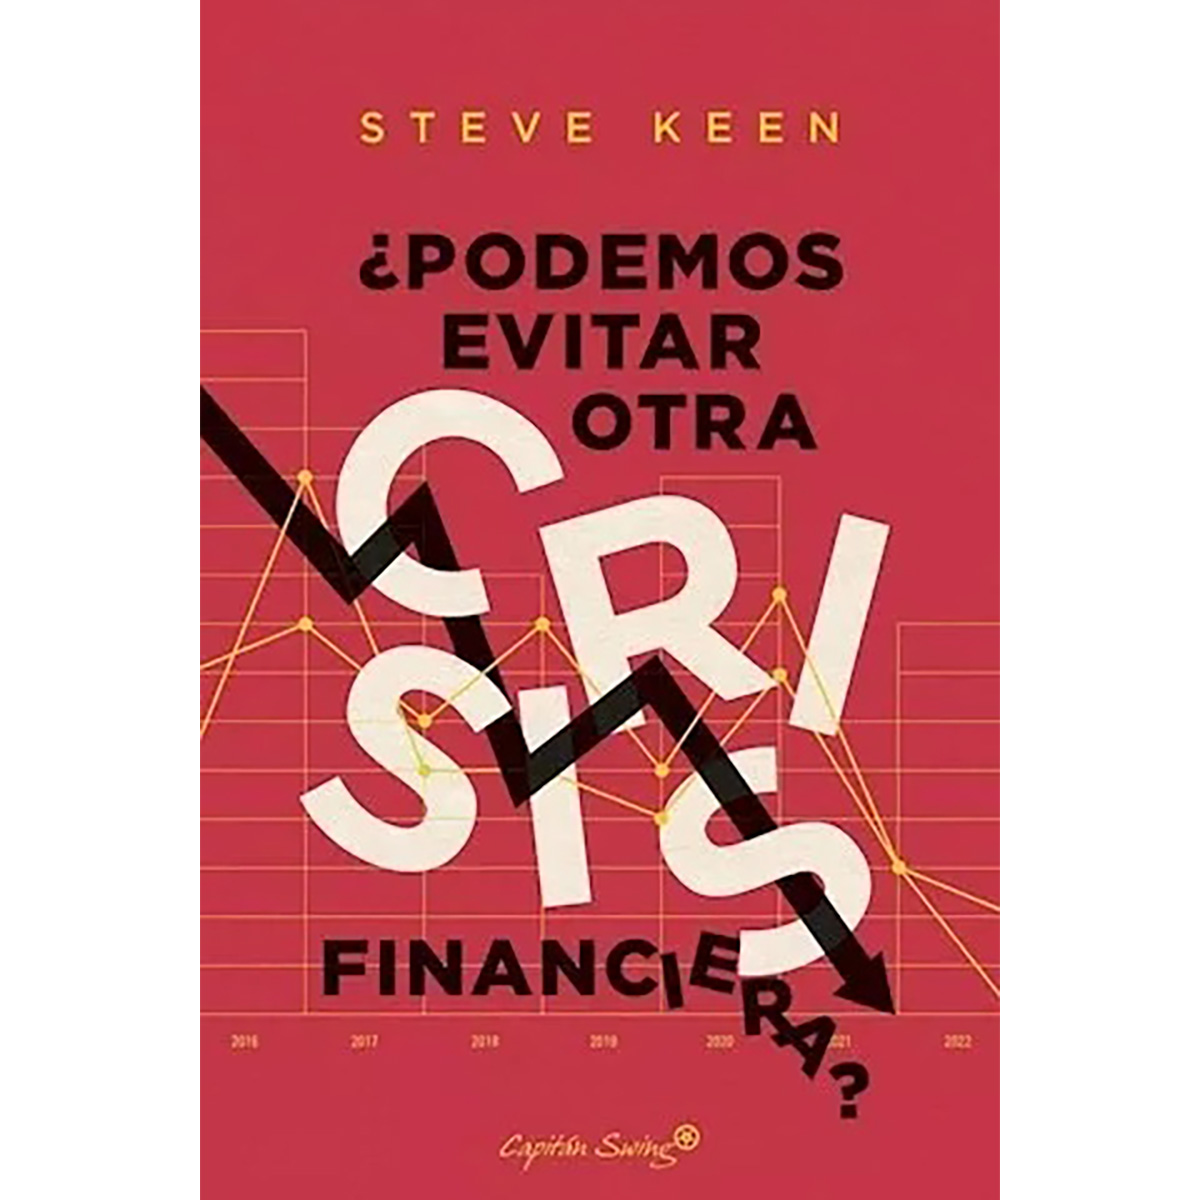 STEVE KEEN
¿PODEMOS
EVITAR
OTRA
CRI
SIS
FINANCIERA?
2016 2017 2018 2019 2020 2021 2022
Capitán Swing